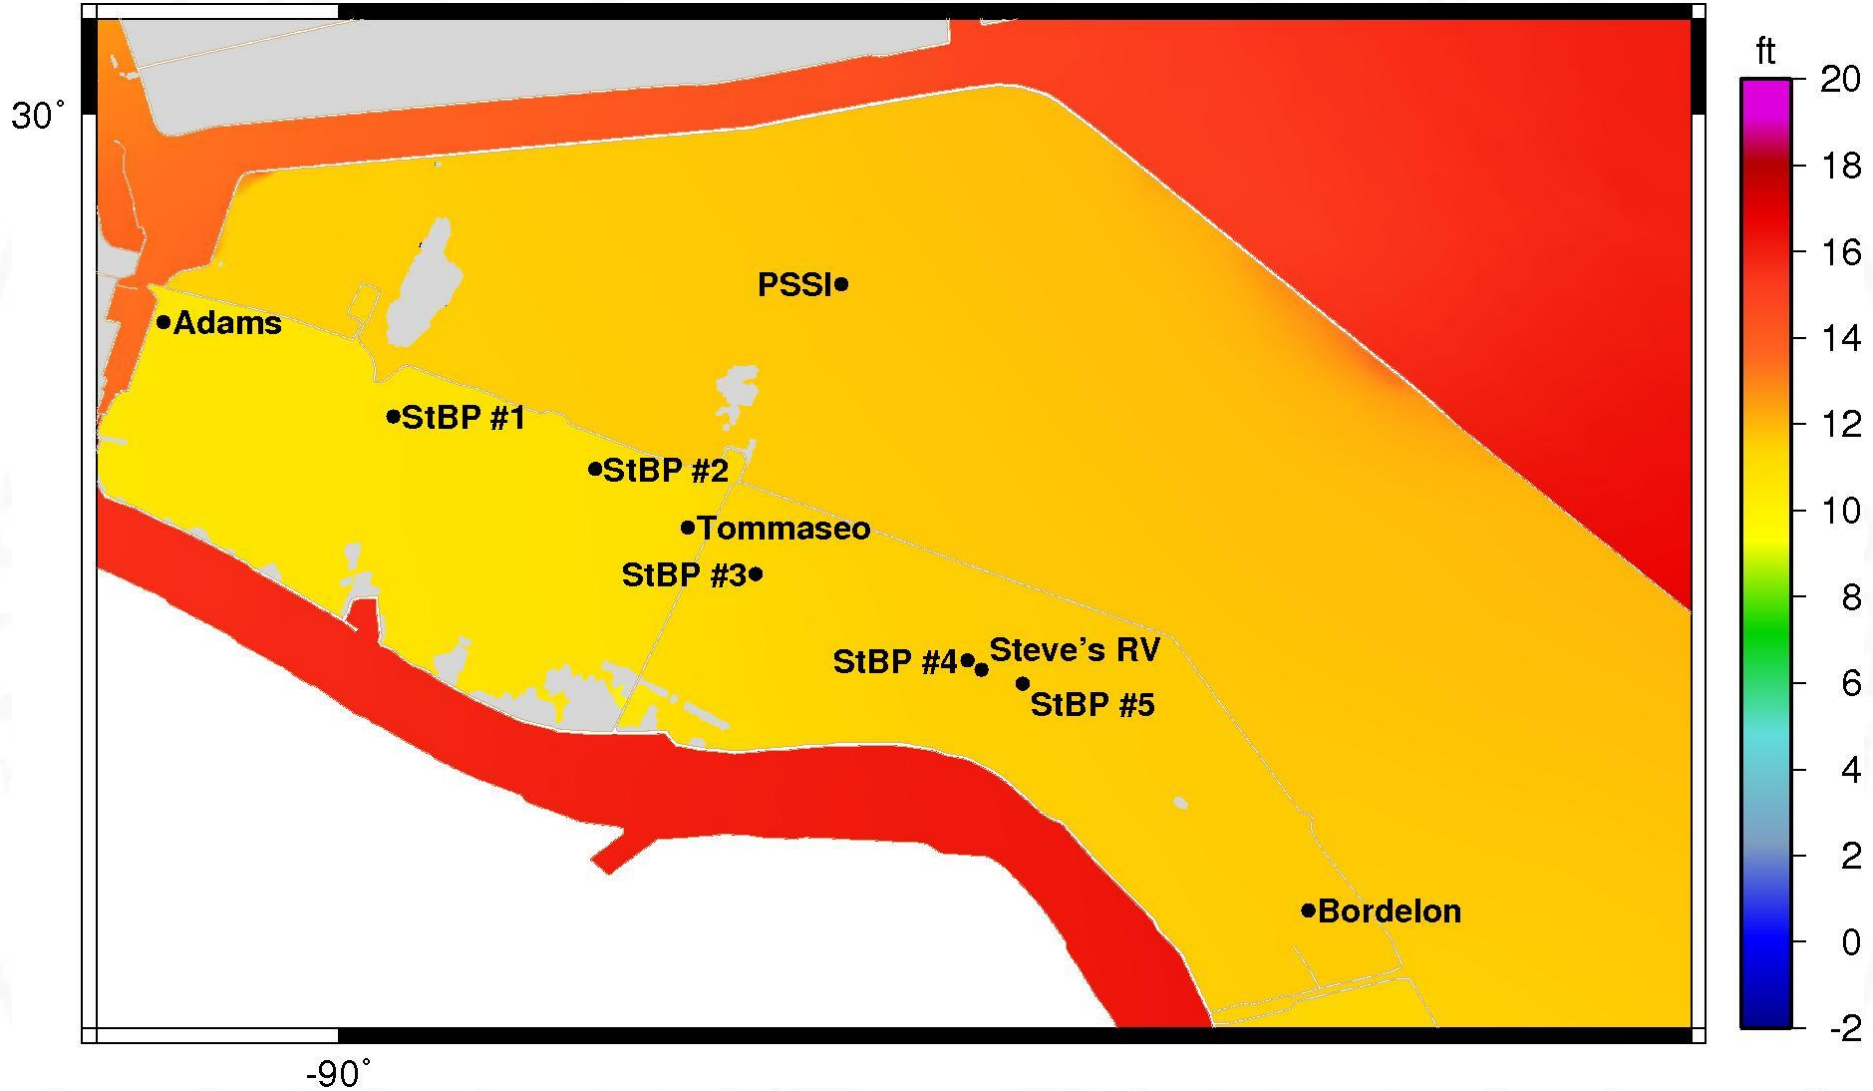 ft
20
30°
18
16
PSSI
Adams
14
StBP #1
12
StBP #2
10
Tommaseo
StBP #3
8
Steve's RV
StBP #4
6
StBP #5
4
2
Bordelon
0
-2
-90°